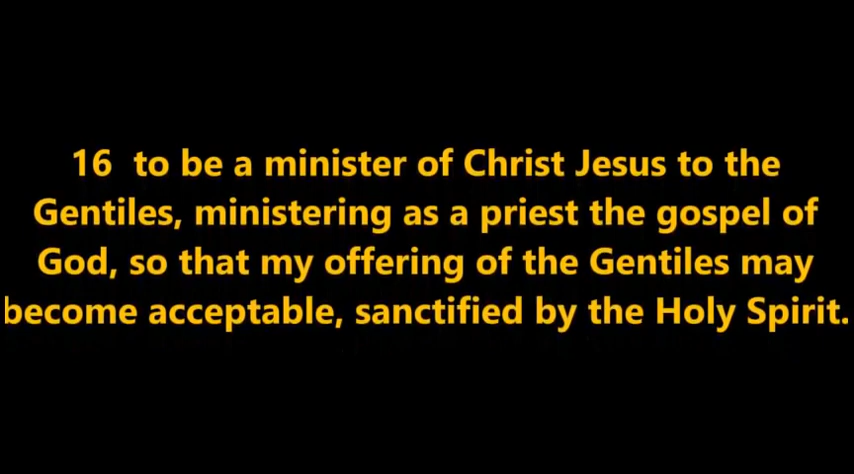 16  to be a minister of Christ Jesus to the
Gentiles, ministering as a priest the gospel of
God, so that my offering of the Gentiles may
become acceptable, sanctified by the Holy Spirit.